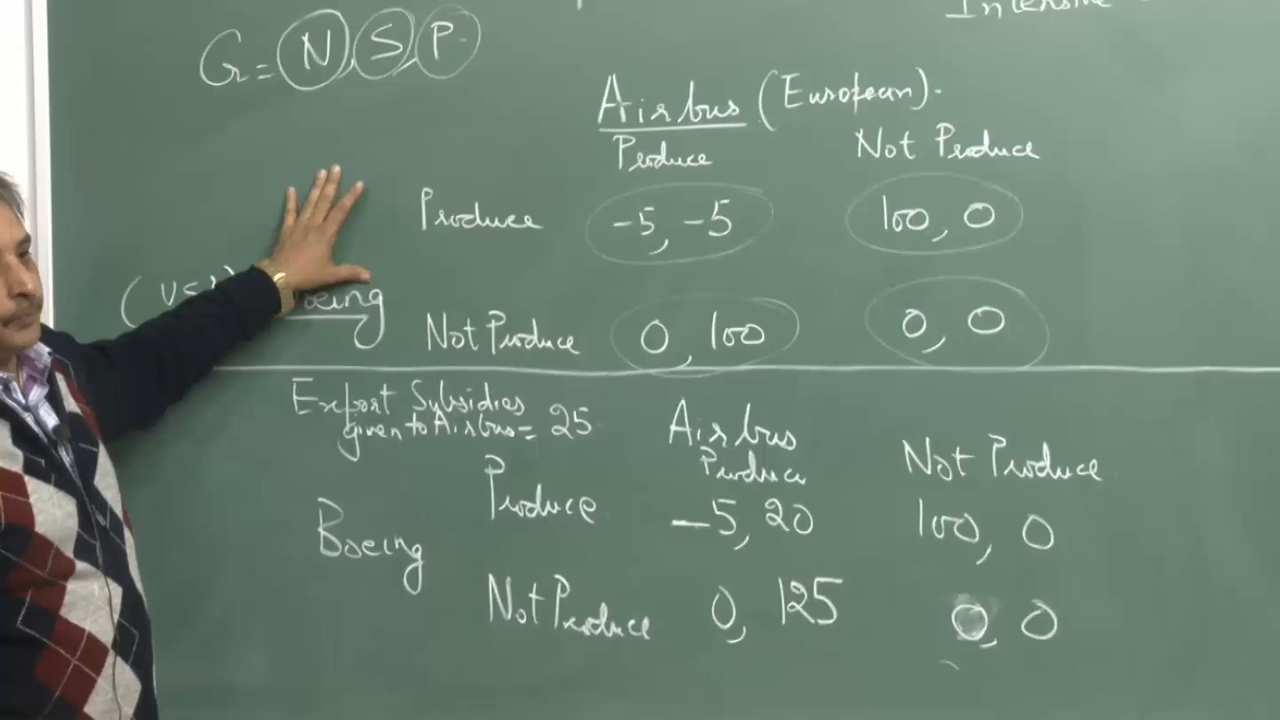 Intensive
G = N, S, P
Airbus (European).
Produce Not Produce
Produce -5, -5 100, 0
Boeing
Not Produce 0, 100 0, 0
Export Subsidies
given to Airbus = 25
Airbus
Produce Not Produce
Produce -5, 20 100, 0
Boeing
Not Produce 0, 125 0, 0